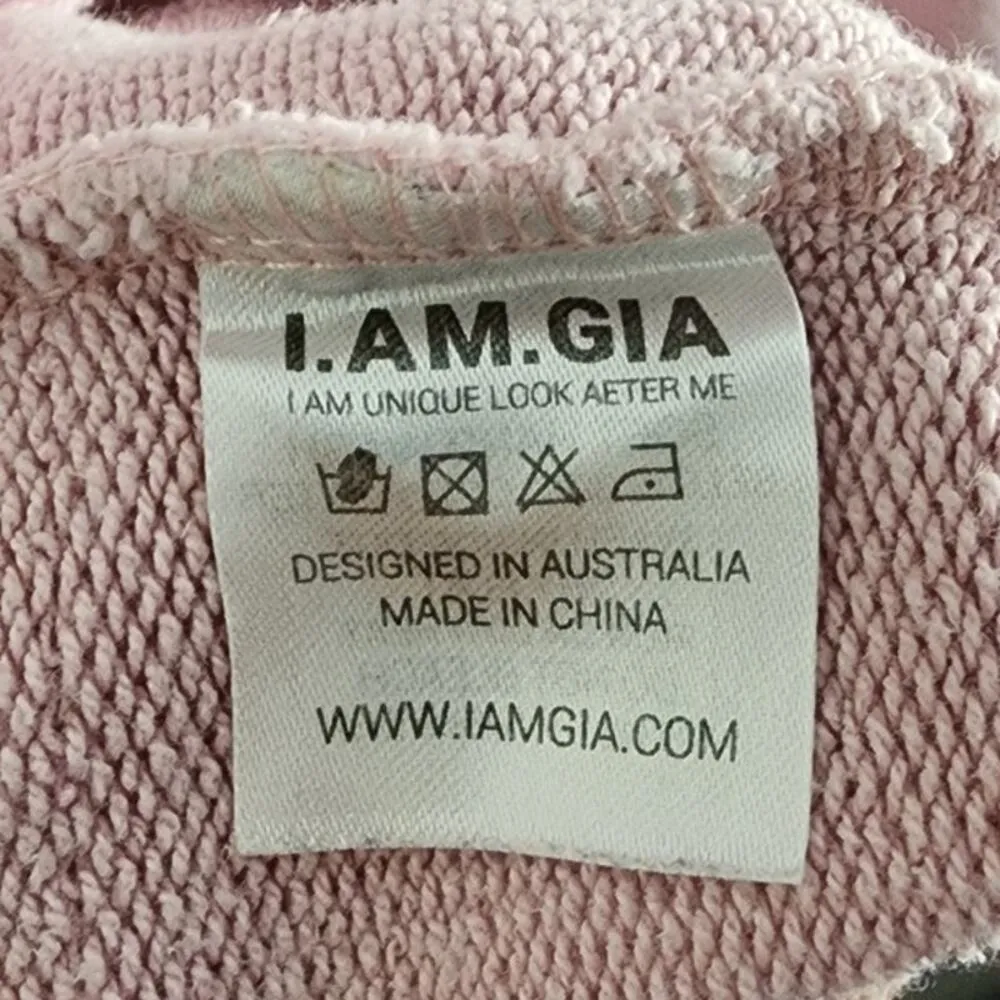 I.AM.GIA
I AM UNIQUE LOOK AETER ME
DESIGNED IN AUSTRALIA
MADE IN CHINA
WWW.IAMGIA.COM